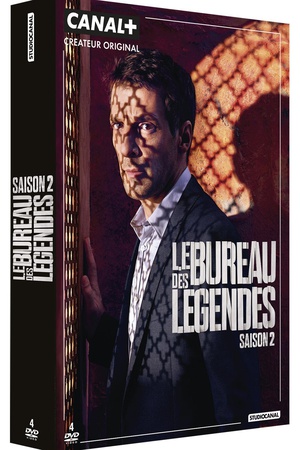 STUDIOCANAL
SAISON 2
LE BUREAU
DES LEGENDES
4
DVD
CANAL+
CREATEUR ORIGINAL
LE BUREAU
DES LEGENDES
SAISON 2
4
DVD
STUDIOCANAL